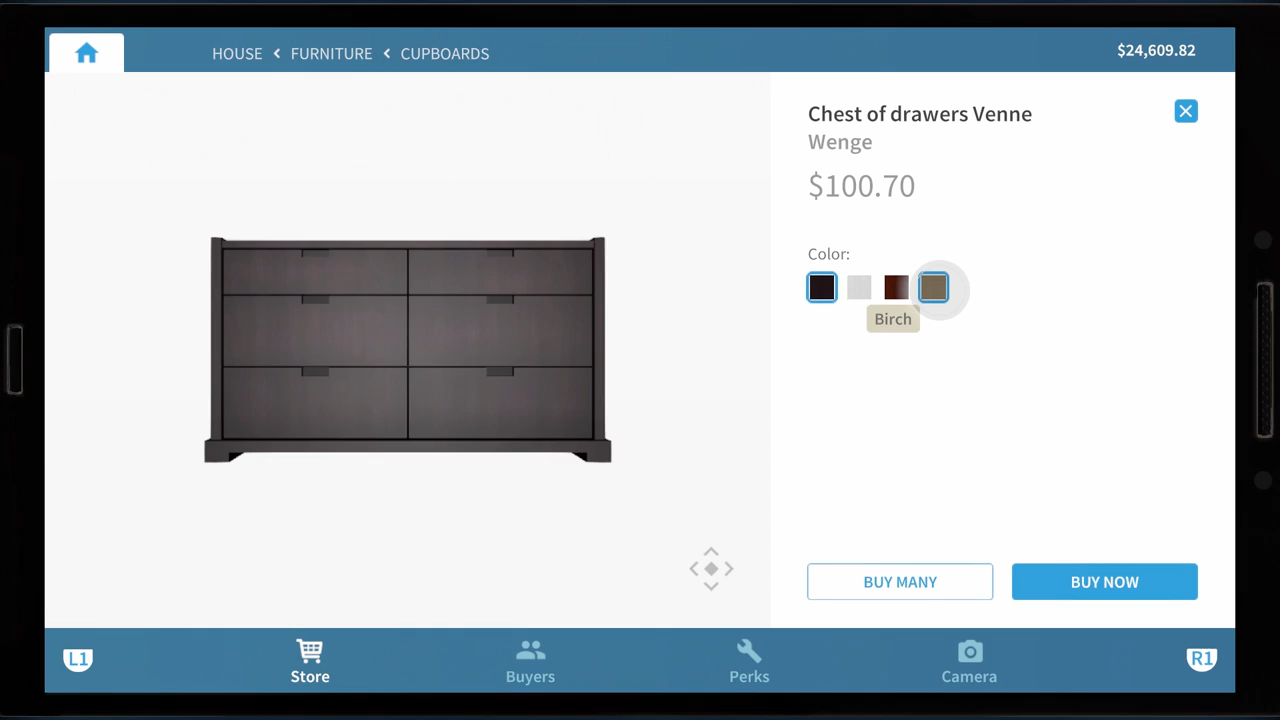 HOUSE FURNITURE CUPBOARDS
$24,609.82
Chest of drawers Venne
Wenge
$100.70
Color:
Birch
BUY MANY
BUY NOW
L1
Store
Buyers
Perks
Camera
R1